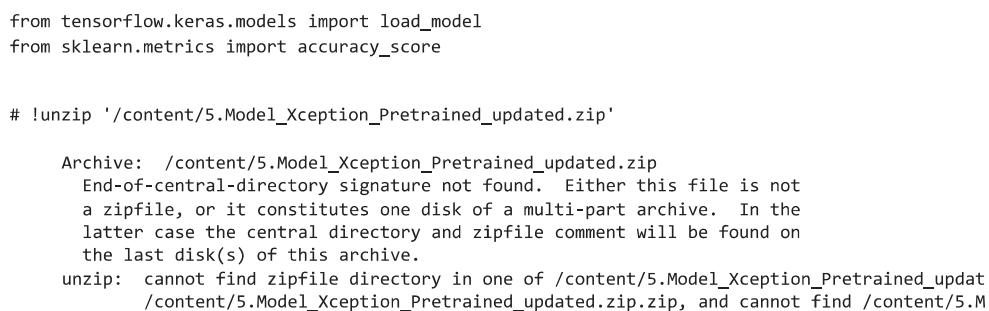 from tensorflow.keras.models import load_model
from sklearn.metrics import accuracy_score
# !unzip '/content/5.Model_Xception_Pretrained_updated.zip'
Archive:  /content/5.Model_Xception_Pretrained_updated.zip
End-of-central-directory signature not found.  Either this file is not
a zipfile, or it constitutes one disk of a multi-part archive.  In the
latter case the central directory and zipfile comment will be found on
the last disk(s) of this archive.
unzip:  cannot find zipfile directory in one of /content/5.Model_Xception_Pretrained_updat
/content/5.Model_Xception_Pretrained_updated.zip.zip, and cannot find /content/5.M